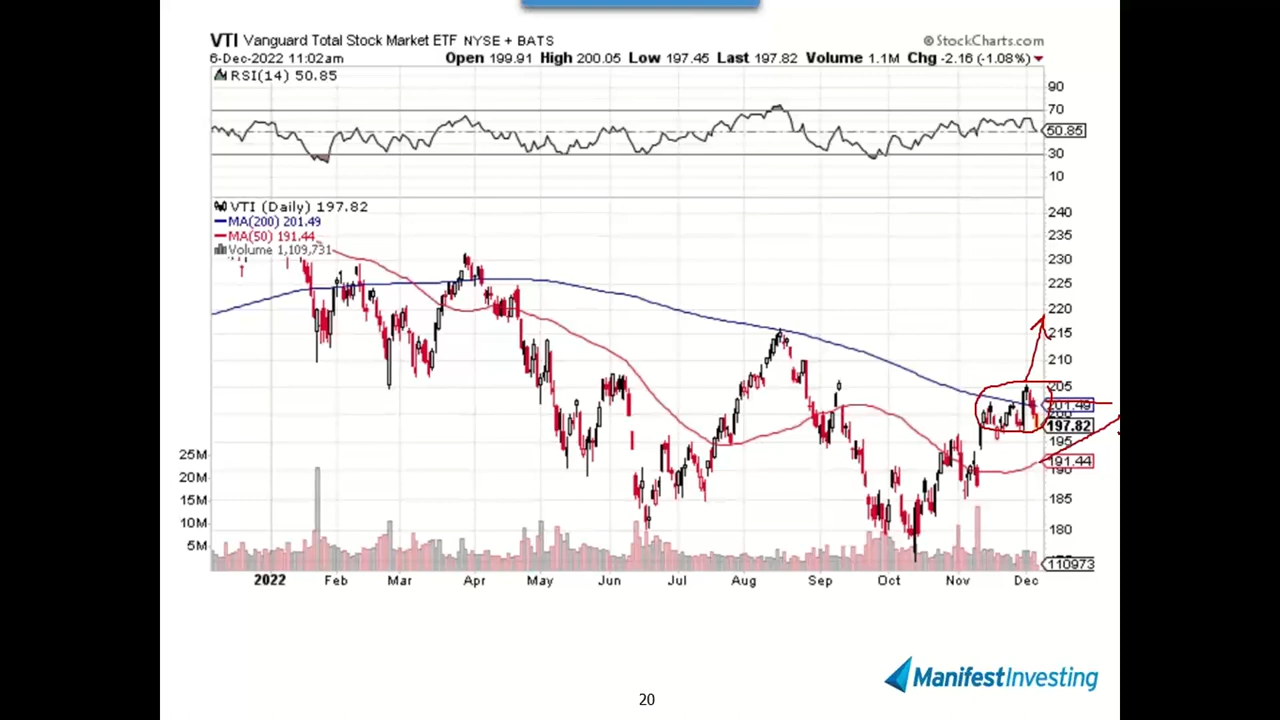 VTI Vanguard Total Stock Market ETF NYSE + BATS
© StockCharts.com
6-Dec-2022 11:02am
Open 199.91 High 200.05 Low 197.45 Last 197.82 Volume 1.1M Chg -2.16 (-1.08%)
RSI(14) 50.85
90
70
50.85
30
10
VTI (Daily) 197.82
MA(200) 201.49
MA(50) 191.44
Volume 1,109,731
240
235
230
225
220
215
210
205
201.49
200
197.82
195
191.44
190
185
180
25M
20M
15M
10M
5M
110973
2022 Feb Mar Apr May Jun Jul Aug Sep Oct Nov Dec
ManifestInvesting
20